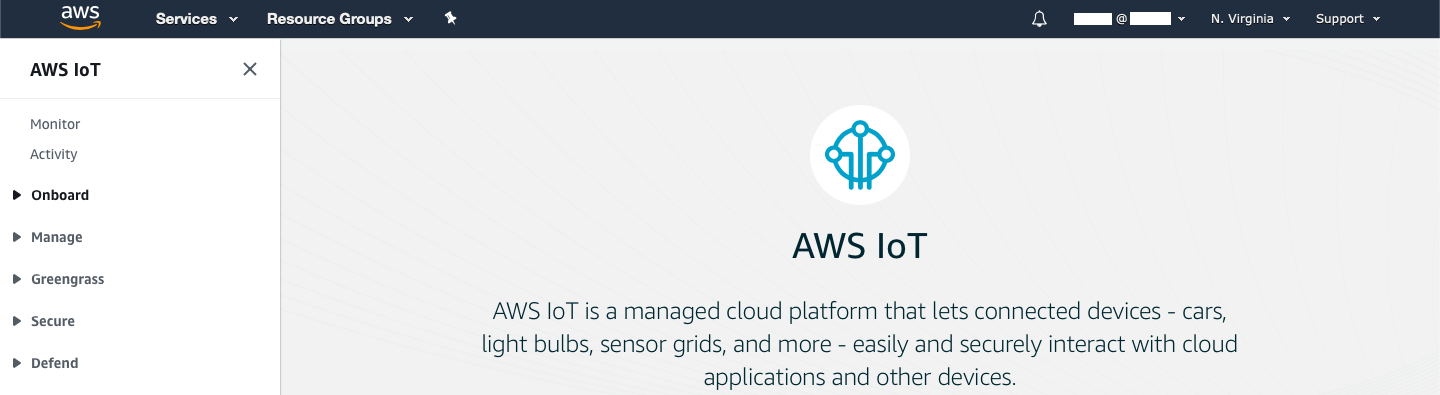 aws Services Resource Groups @ N. Virginia Support
AWS IoT
Monitor
Activity
Onboard
Manage
Greengrass
Secure
Defend
AWS IoT
AWS IoT is a managed cloud platform that lets connected devices - cars,
light bulbs, sensor grids, and more - easily and securely interact with cloud
applications and other devices.